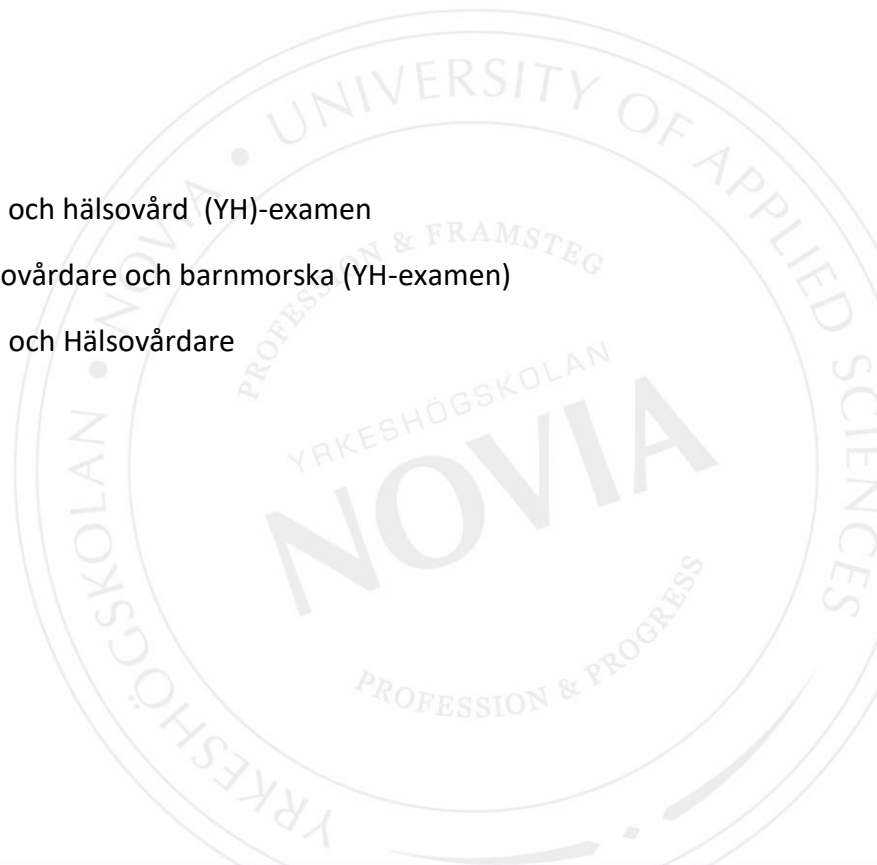 och hälsovård (YH)-examen
ovårdare och barnmorska (YH-examen)
och Hälsovårdare
YRKESHÖGSKOLAN • NOVIA • UNIVERSITY OF APPLIED SCIENCES
PROFESSION & FRAMSTEG
YRKESHÖGSKOLAN
NOVIA
PROFESSION & PROGRESS